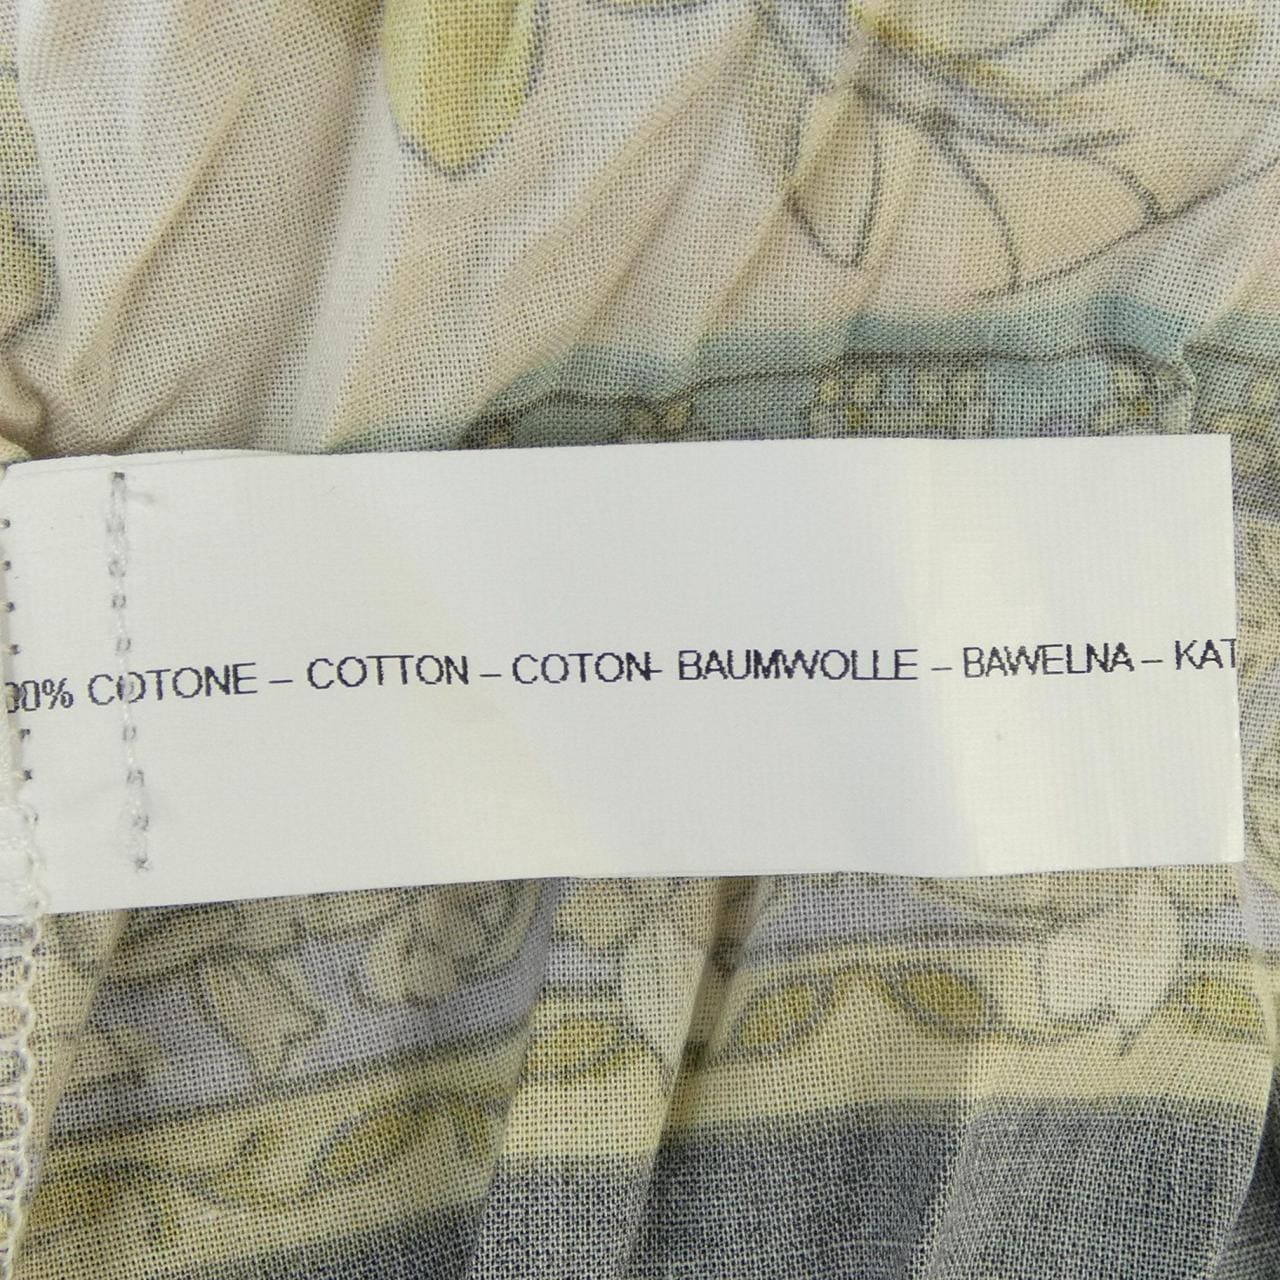 00% COTONE – COTTON – COTON- BAUMWOLLE – BAWELNA – KAT